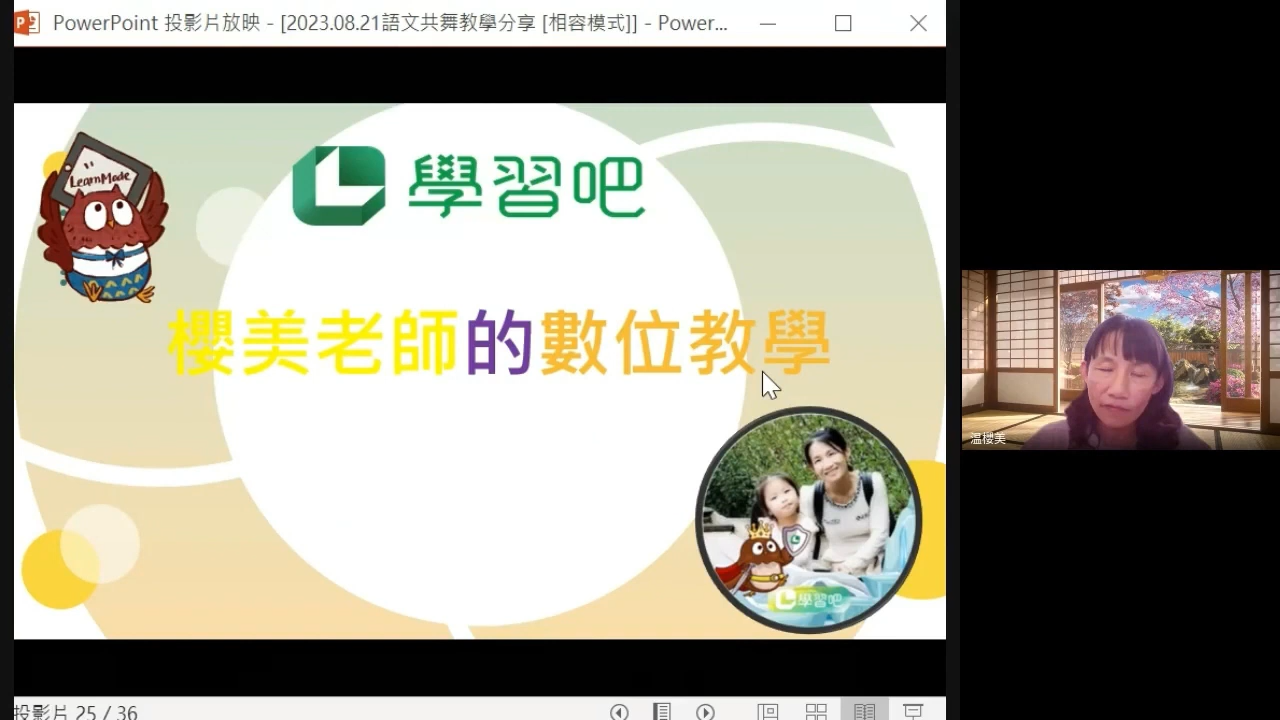 PowerPoint 投影片放映 - [2023.08.21語文共舞教學分享 [相容模式]] - Power...
LearnMode
學習吧
櫻美老師的數位教學
學習吧
温櫻美
投影片 25 / 36